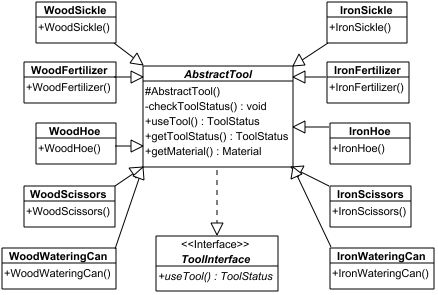 WoodSickle
+WoodSickle()
IronSickle
+IronSickle()
WoodFertilizer
+WoodFertilizer()
AbstractTool
#AbstractTool()
-checkToolStatus() : void
+useTool() : ToolStatus
+getToolStatus() : ToolStatus
+getMaterial() : Material
IronFertilizer
+IronFertilizer()
WoodHoe
+WoodHoe()
IronHoe
+IronHoe()
WoodScissors
+WoodScissors()
IronScissors
+IronScissors()
WoodWateringCan
+WoodWateringCan()
<<Interface>>
ToolInterface
+useTool() : ToolStatus
IronWateringCan
+IronWateringCan()